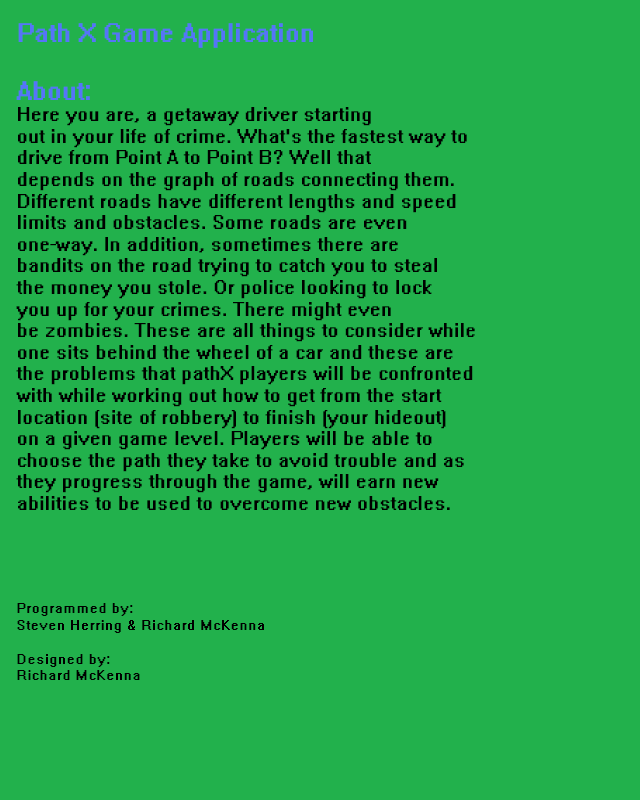 Path X Game Application
About:
Here you are, a getaway driver starting
out in your life of crime. What's the fastest way to
drive from Point A to Point B? Well that
depends on the graph of roads connecting them.
Different roads have different lengths and speed
limits and obstacles. Some roads are even
one-way. In addition, sometimes there are
bandits on the road trying to catch you to steal
the money you stole. Or police looking to lock
you up for your crimes. There might even
be zombies. These are all things to consider while
one sits behind the wheel of a car and these are
the problems that pathX players will be confronted
with while working out how to get from the start
location (site of robbery) to finish (your hideout)
on a given game level. Players will be able to
choose the path they take to avoid trouble and as
they progress through the game, will earn new
abilities to be used to overcome new obstacles.
Programmed by:
Steven Herring & Richard McKenna
Designed by:
Richard McKenna